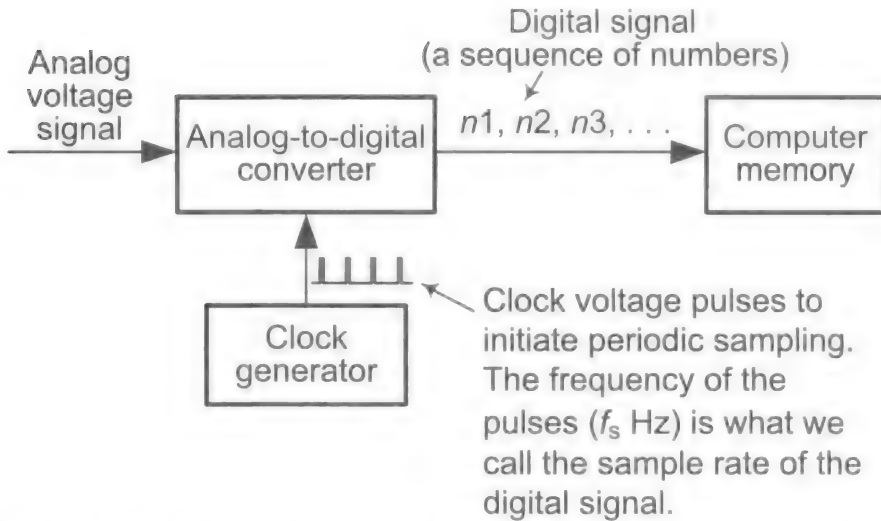 Digital signal
(a sequence of numbers)
Analog
voltage
signal
Analog-to-digital
converter
n1, n2, n3, . . .
Computer
memory
Clock
generator
Clock voltage pulses to
initiate periodic sampling.
The frequency of the
pulses (fs Hz) is what we
call the sample rate of the
digital signal.